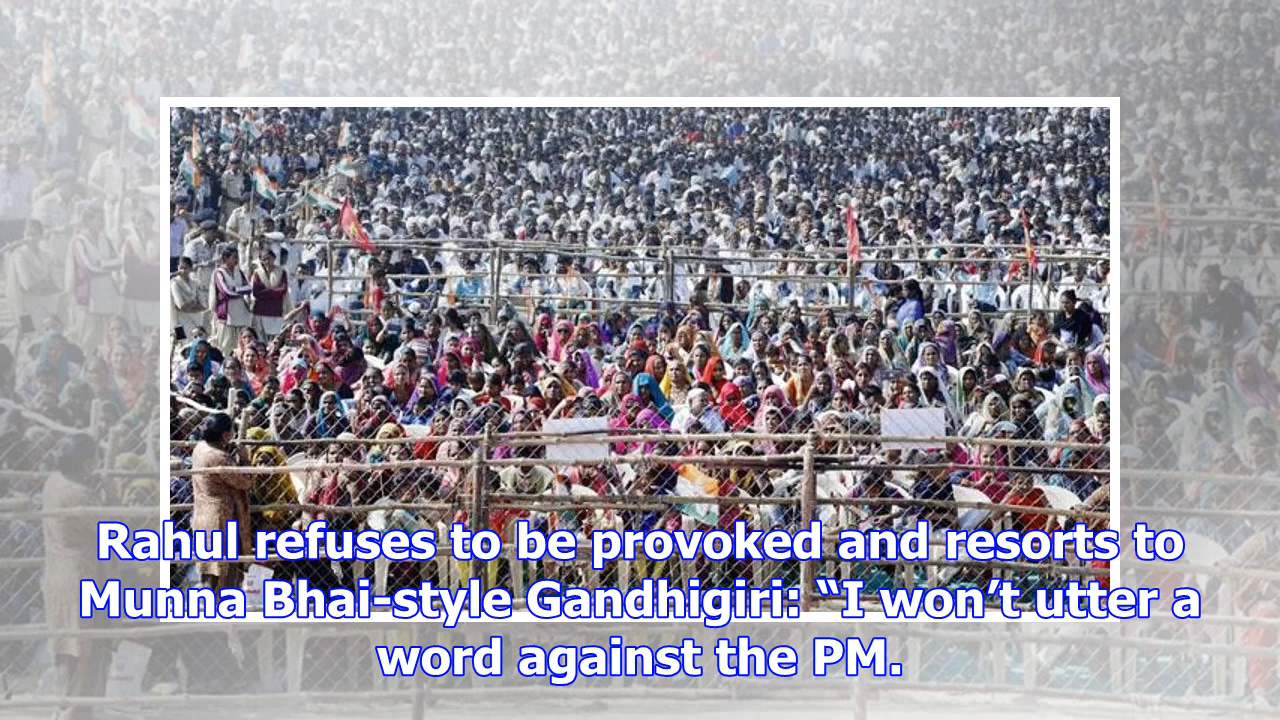 Rahul refuses to be provoked and resorts to
Munna Bhai-style Gandhigiri: “I won’t utter a
word against the PM.